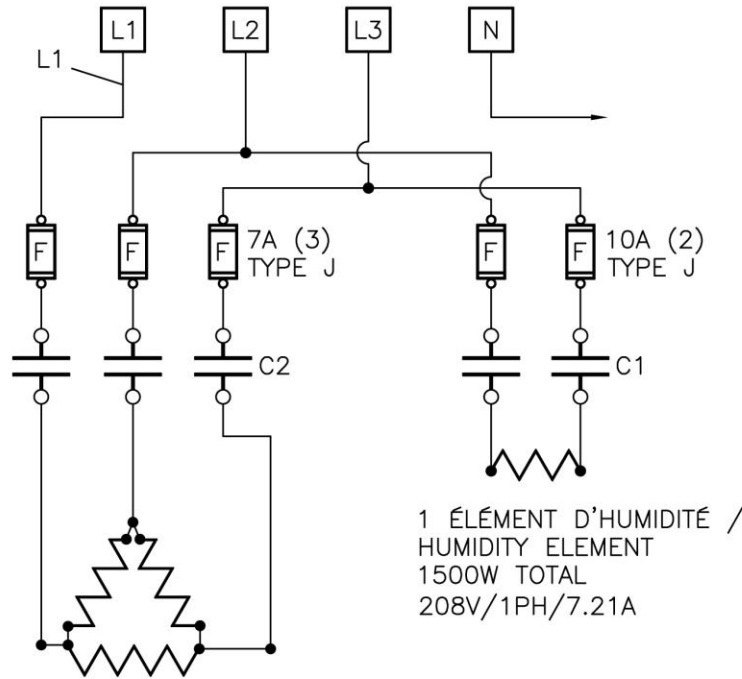 L1
L2
L3
N
L1
F
F
F
7A (3)
TYPE J
F
F
10A (2)
TYPE J
C2
C1
1 ÉLÉMENT D'HUMIDITÉ /
HUMIDITY ELEMENT
1500W TOTAL
208V/1PH/7.21A